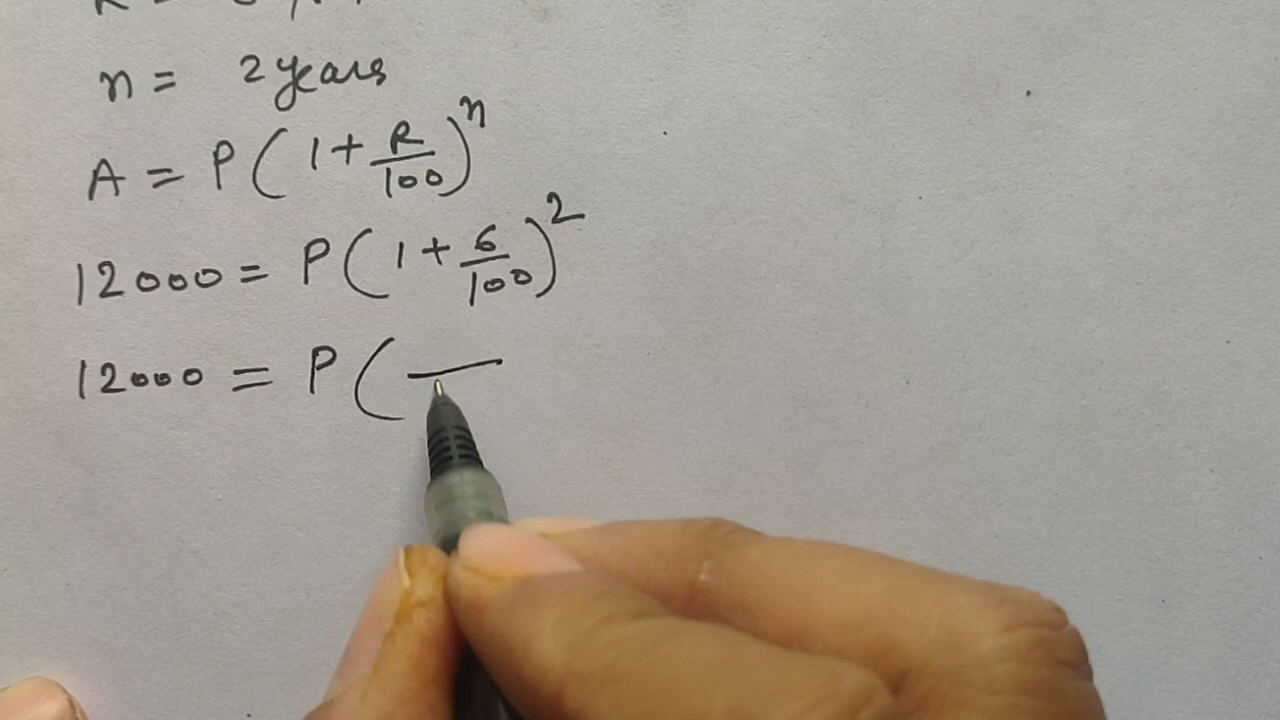 n = 2 years
A = P ( 1 + R/100 )^n
12000 = P ( 1 + 6/100 )^2
12000 = P (